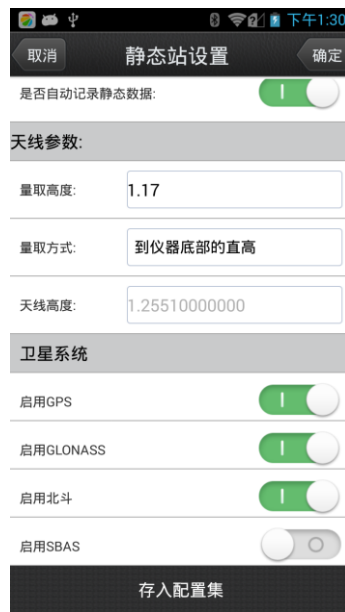 下午1:30
取消 静态站设置 确定
是否自动记录静态数据:
天线参数:
量取高度: 1.17
量取方式: 到仪器底部的直高
天线高度: 1.25510000000
卫星系统
启用GPS
启用GLONASS
启用北斗
启用SBAS
存入配置集